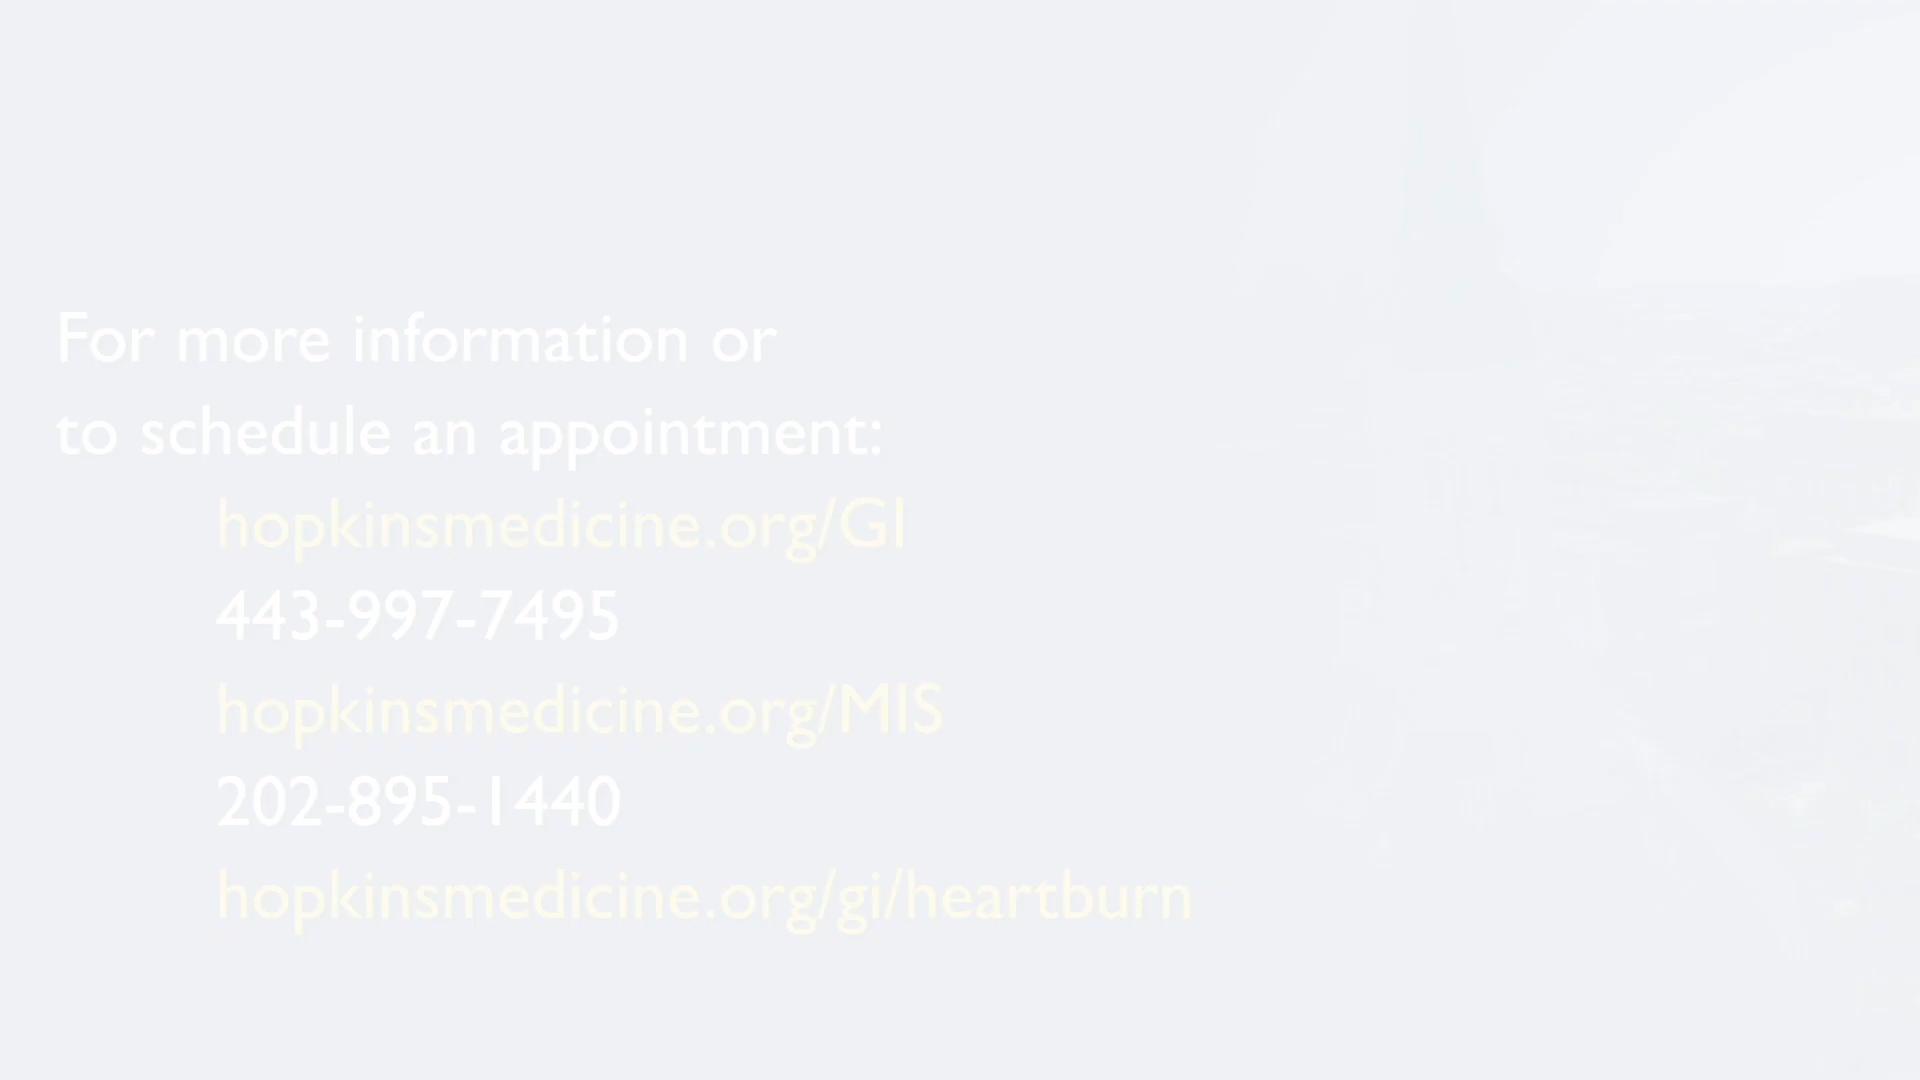 For more information or
to schedule an appointment:
hopkinsmedicine.org/GI
443-997-7495
hopkinsmedicine.org/MIS
202-895-1440
hopkinsmedicine.org/gi/heartburn